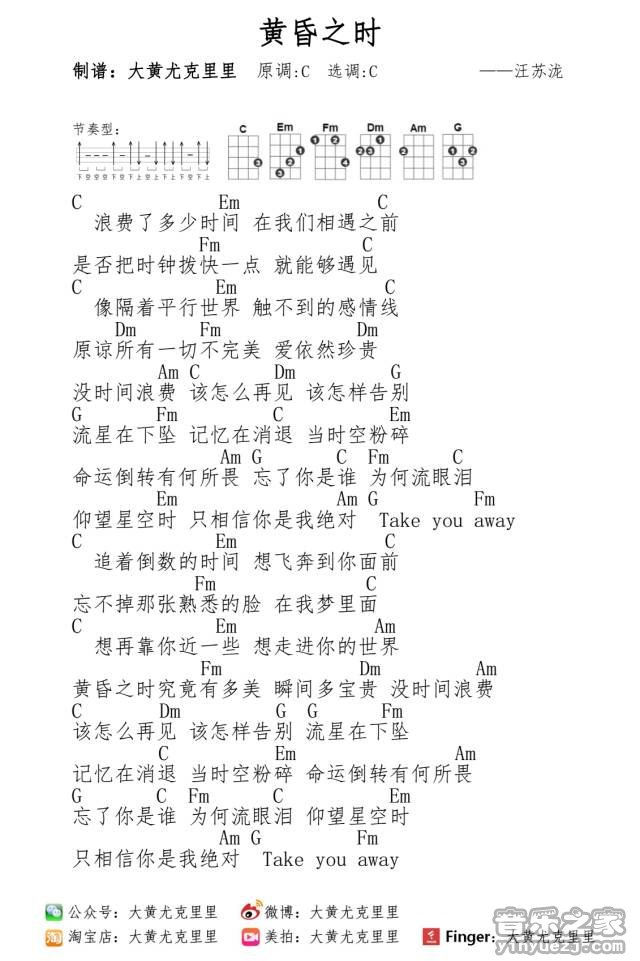 黄昏之时
制谱：大黄尤克里里 原调:C 选调:C ——汪苏泷
节奏型：
C Em Fm Dm Am G
下空空空下空下上下空下上下空下上
C Em C
浪费了多少时间 在我们相遇之前
Fm C
是否把时钟拨快一点 就能够遇见
C Em C
像隔着平行世界 触不到的感情线
Dm Fm Dm
原谅所有一切不完美 爱依然珍贵
Am C Dm G
没时间浪费 该怎么再见 该怎样告别
G Fm C Em
流星在下坠 记忆在消退 当时空粉碎
Am G C Fm C
命运倒转有何所畏 忘了你是谁 为何流眼泪
Em Am G Fm
仰望星空时 只相信你是我绝对 Take you away
C Em C
追着倒数的时间 想飞奔到你面前
Fm C
忘不掉那张熟悉的脸 在我梦里面
C Em Am
想再靠你近一些 想走进你的世界
Fm Dm Am
黄昏之时究竟有多美 瞬间多宝贵 没时间浪费
C Dm G G Fm
该怎么再见 该怎样告别 流星在下坠
C Em Am
记忆在消退 当时空粉碎 命运倒转有何所畏
G C Fm C Em
忘了你是谁 为何流眼泪 仰望星空时
Am G Fm
只相信你是我绝对 Take you away
公众号：大黄尤克里里 微博：大黄尤克里里
淘宝店：大黄尤克里里 美拍：大黄尤克里里 Finger：大黄尤克里里
音乐之家
yinyuezj.com